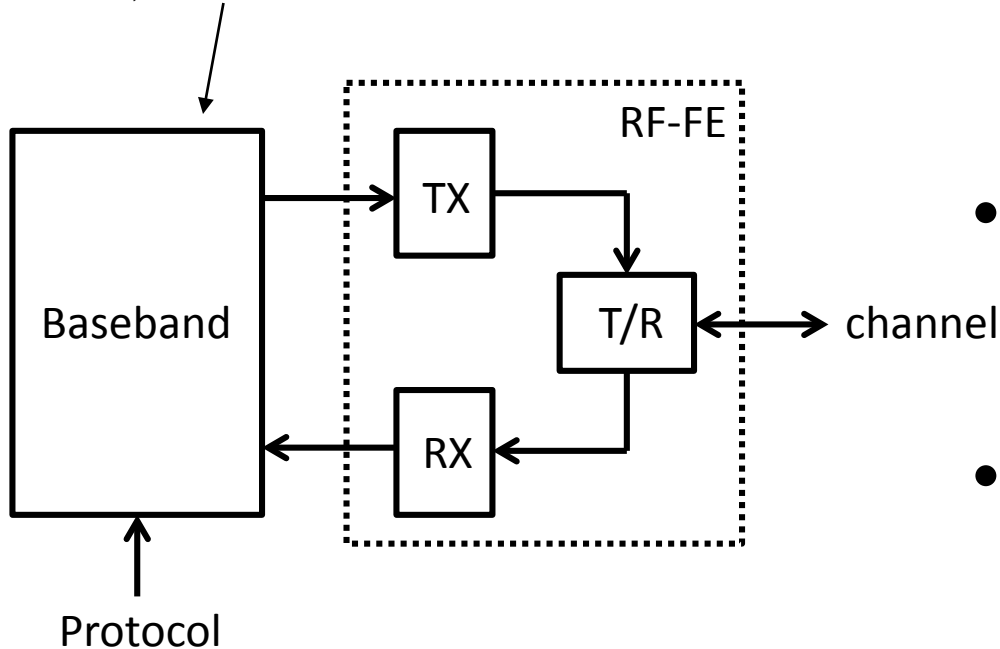 RF-FE
TX
Baseband
T/R
channel
RX
Protocol